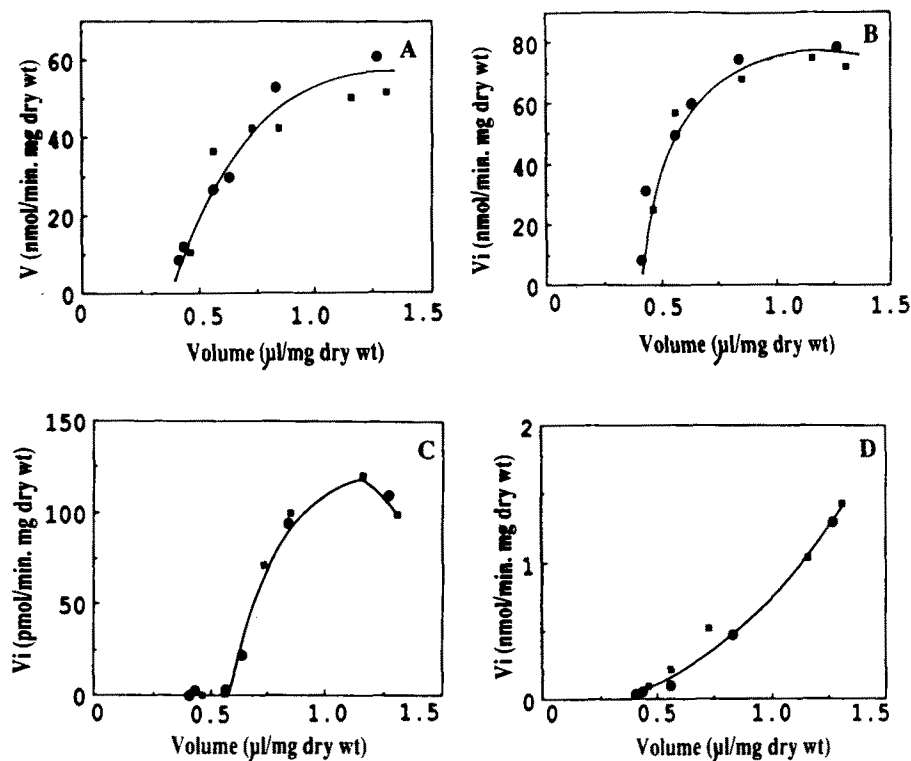 A
V (nmol/min. mg dry wt)
60
40
20
0
0 0.5 1.0 1.5
Volume (µl/mg dry wt)
B
Vi (nmol/min. mg dry wt)
80
60
40
20
0
0 0.5 1.0 1.5
Volume (µl/mg dry wt)
C
Vi (pmol/min. mg dry wt)
150
100
50
0
0 0.5 1.0 1.5
Volume (µl/mg dry wt)
D
Vi (nmol/min. mg dry wt)
2
1
0
0 0.5 1.0 1.5
Volume (µl/mg dry wt)